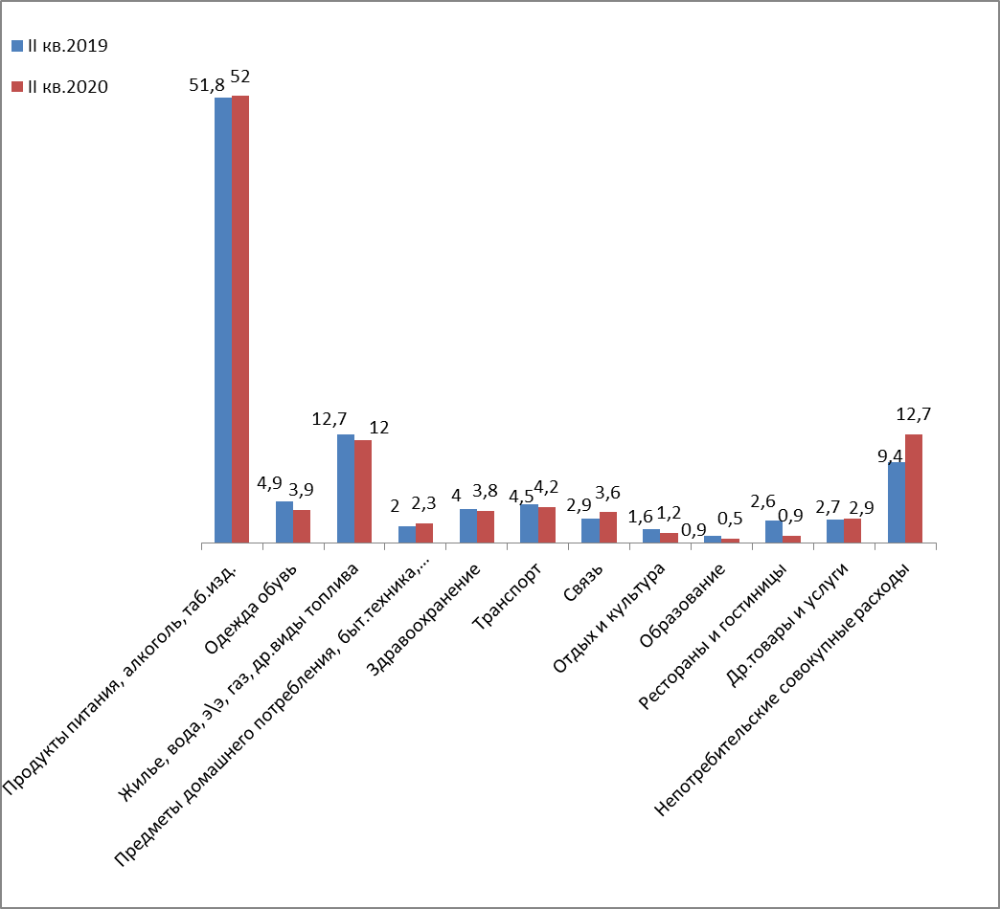 II кв.2019
II кв.2020
51,8
52
4,9
3,9
12,7
12
2
2,3
4
3,8
4,5
4,2
2,9
3,6
1,6
1,2
0,9
0,5
2,6
0,9
2,7
2,9
9,4
12,7
Продукты питания, алкоголь,таб.изд.
Одежда обувь
Жилье, вода, э\э, газ, др.виды топлива
Предметы домашнего потребления, быт.техника,...
Здравоохранение
Транспорт
Связь
Отдых и культура
Образование
Рестораны и гостиницы
Др.товары и услуги
Непотребительские совокупные расходы